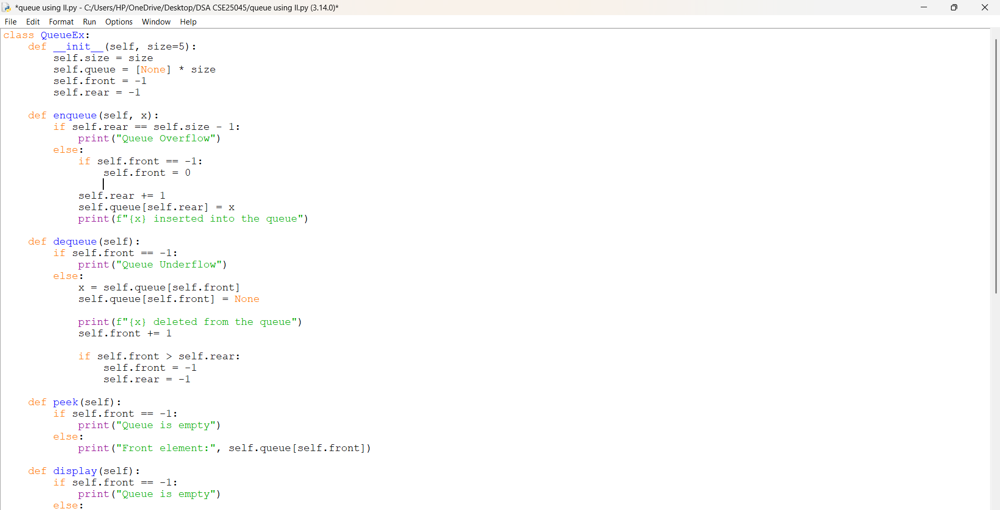 *queue using ll.py - C:/Users/HP/OneDrive/Desktop/DSA CSE25045/queue using ll.py (3.14.0)*
File Edit Format Run Options Window Help
class QueueEx:
    def __init__(self, size=5):
        self.size = size
        self.queue = [None] * size
        self.front = -1
        self.rear = -1

    def enqueue(self, x):
        if self.rear == self.size - 1:
            print("Queue Overflow")
        else:
            if self.front == -1:
                self.front = 0

            self.rear += 1
            self.queue[self.rear] = x
            print(f"{x} inserted into the queue")

    def dequeue(self):
        if self.front == -1:
            print("Queue Underflow")
        else:
            x = self.queue[self.front]
            self.queue[self.front] = None

            print(f"{x} deleted from the queue")
            self.front += 1

            if self.front > self.rear:
                self.front = -1
                self.rear = -1

    def peek(self):
        if self.front == -1:
            print("Queue is empty")
        else:
            print("Front element:", self.queue[self.front])

    def display(self):
        if self.front == -1:
            print("Queue is empty")
        else: